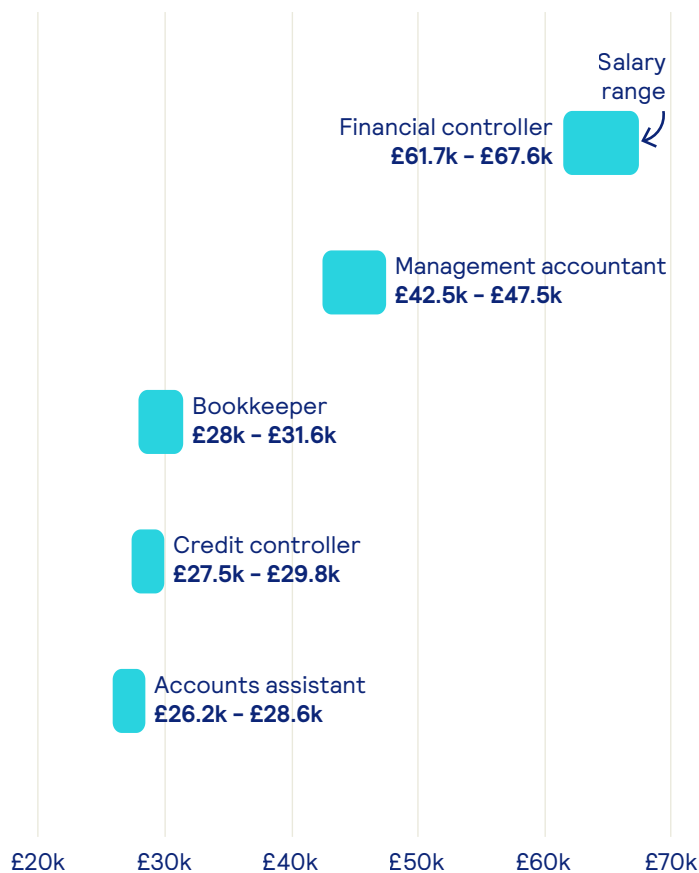 Salary
range
Financial controller
£61.7k – £67.6k
Management accountant
£42.5k – £47.5k
Bookkeeper
£28k – £31.6k
Credit controller
£27.5k – £29.8k
Accounts assistant
£26.2k – £28.6k
£20k £30k £40k £50k £60k £70k